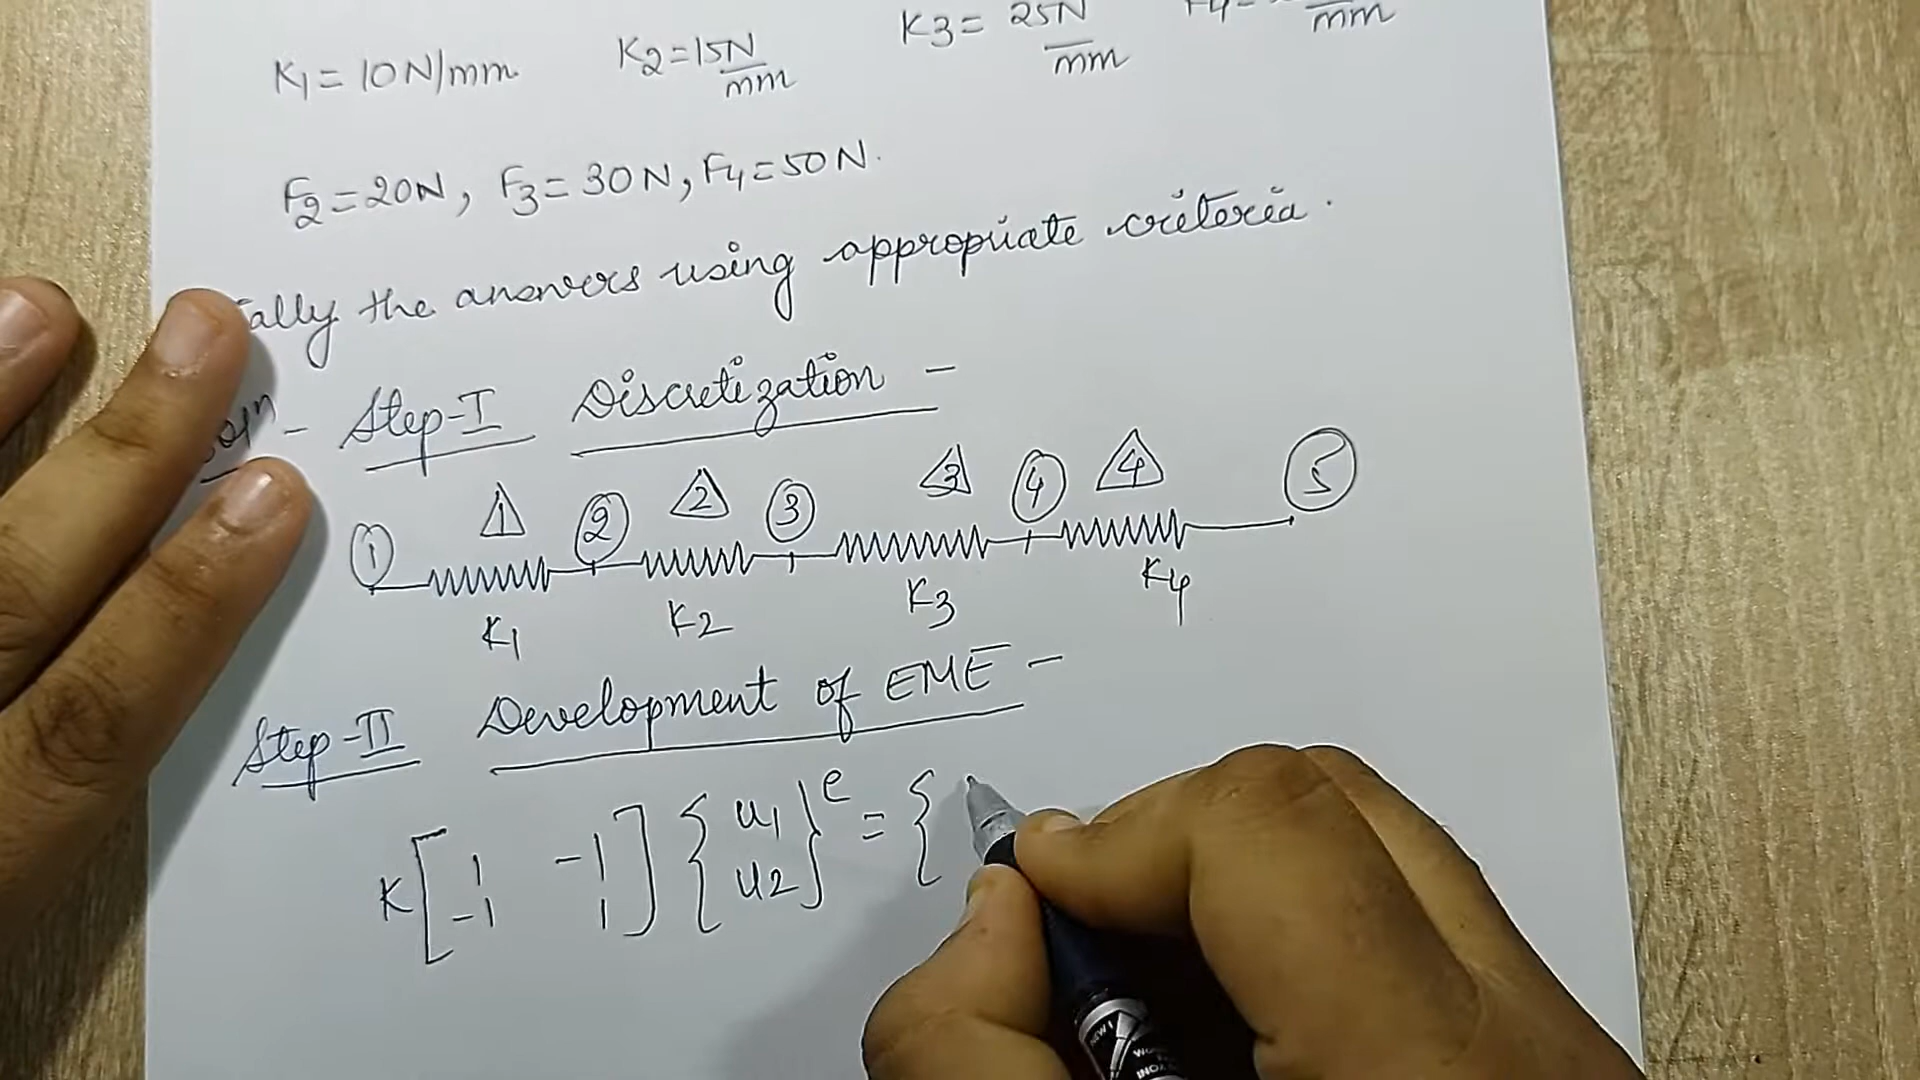 K1 = 10N/mm K2 = 15N/mm K3 = 25N/mm mm
F2 = 20N, F3 = 30N, F4 = 50N.
the answers using appropriate criteria.
Step-I Discretization -
1 2 3 4
1 2 3 4 5
K1 K2 K3 K4
Step-II Development of EME -
K [ 1 -1 ] { u1 }e = {
-1 1 u2
NEW